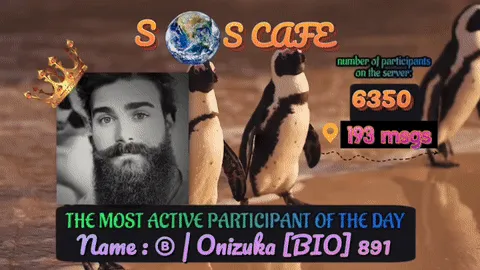 S S CAFE
number of participants
on the server:
6350
193 msgs
THE MOST ACTIVE PARTICIPANT OF THE DAY
Name : Ⓑ | Onizuka [BIO] 891